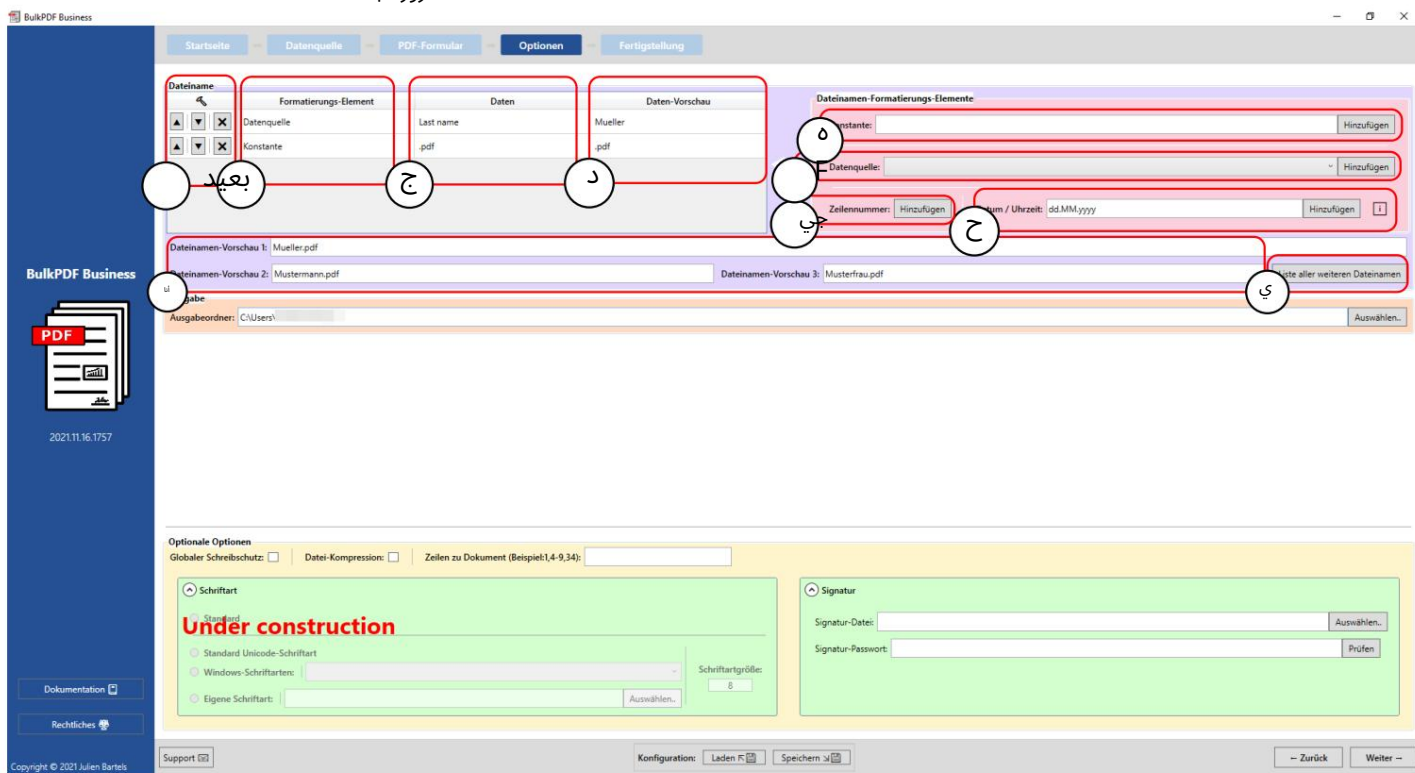 BulkPDF Business
Startseite Datenquelle PDF-Formular Optionen Fertigstellung
Dateiname
Formatierungs-Element Daten Daten-Vorschau
Datenquelle Last name Mueller
Konstante .pdf .pdf
بعيد ج د
Dateinamen-Formatierungs-Elemente
Konstante: Hinzufügen
ه
Datenquelle: Hinzufügen
F
Zeilennummer: Hinzufügen Datum / Uhrzeit: dd.MM.yyyy Hinzufügen i
جي ح
Dateinamen-Vorschau 1: Mueller.pdf
Dateinamen-Vorschau 2: Mustermann.pdf Dateinamen-Vorschau 3: Musterfrau.pdf Liste aller weiteren Dateinamen
ي
Ausgabe
Ausgabeordner: C:\Users\ Auswählen..
BulkPDF Business
PDF
2021.11.16.1757
Optionale Optionen
Globaler Schreibschutz: Datei-Kompression: Zeilen zu Dokument (Beispiel:1,4-9,34):
Schriftart
Standard
Under construction
Standard Unicode-Schriftart
Windows-Schriftarten:
Eigene Schriftart: Auswählen..
Schriftartgröße:
8
Signatur
Signatur-Datei: Auswählen..
Signatur-Passwort: Prüfen
Dokumentation
Rechtliches
Copyright © 2021 Julien Bartels
Support Konfiguration: Laden Speichern ← Zurück Weiter →